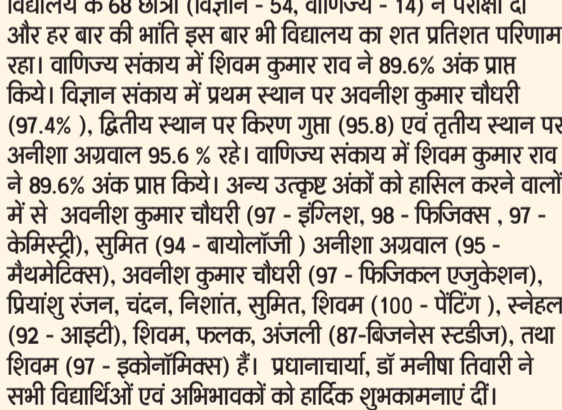 विद्यालय के 68 छात्रों (विज्ञान - 54, वाणिज्य - 14) ने परीक्षा दी
और हर बार की भांति इस बार भी विद्यालय का शत प्रतिशत परिणाम
रहा। वाणिज्य संकाय में शिवम कुमार राव ने 89.6% अंक प्राप्त
किये। विज्ञान संकाय में प्रथम स्थान पर अवनीश कुमार चौधरी
(97.4% ), द्वितीय स्थान पर किरण गुप्ता (95.8) एवं तृतीय स्थान पर
अनीशा अग्रवाल 95.6 % रहे। वाणिज्य संकाय में शिवम कुमार राव
ने 89.6% अंक प्राप्त किये। अन्य उत्कृष्ट अंकों को हासिल करने वालों
में से अवनीश कुमार चौधरी (97 - इंग्लिश, 98 - फिजिक्स , 97 -
केमिस्ट्री), सुमित (94 - बायोलॉजी ) अनीशा अग्रवाल (95 -
मैथमेटिक्स), अवनीश कुमार चौधरी (97 - फिजिकल एजुकेशन),
प्रियांशु रंजन, चंदन, निशांत, सुमित, शिवम (100 - पेंटिंग ), स्नेहल
(92 - आइटी), शिवम, फलक, अंजली (87-बिजनेस स्टडीज), तथा
शिवम (97 - इकोनॉमिक्स) हैं। प्रधानाचार्या, डॉ मनीषा तिवारी ने
सभी विद्यार्थिओं एवं अभिभावकों को हार्दिक शुभकामनाएं दीं।